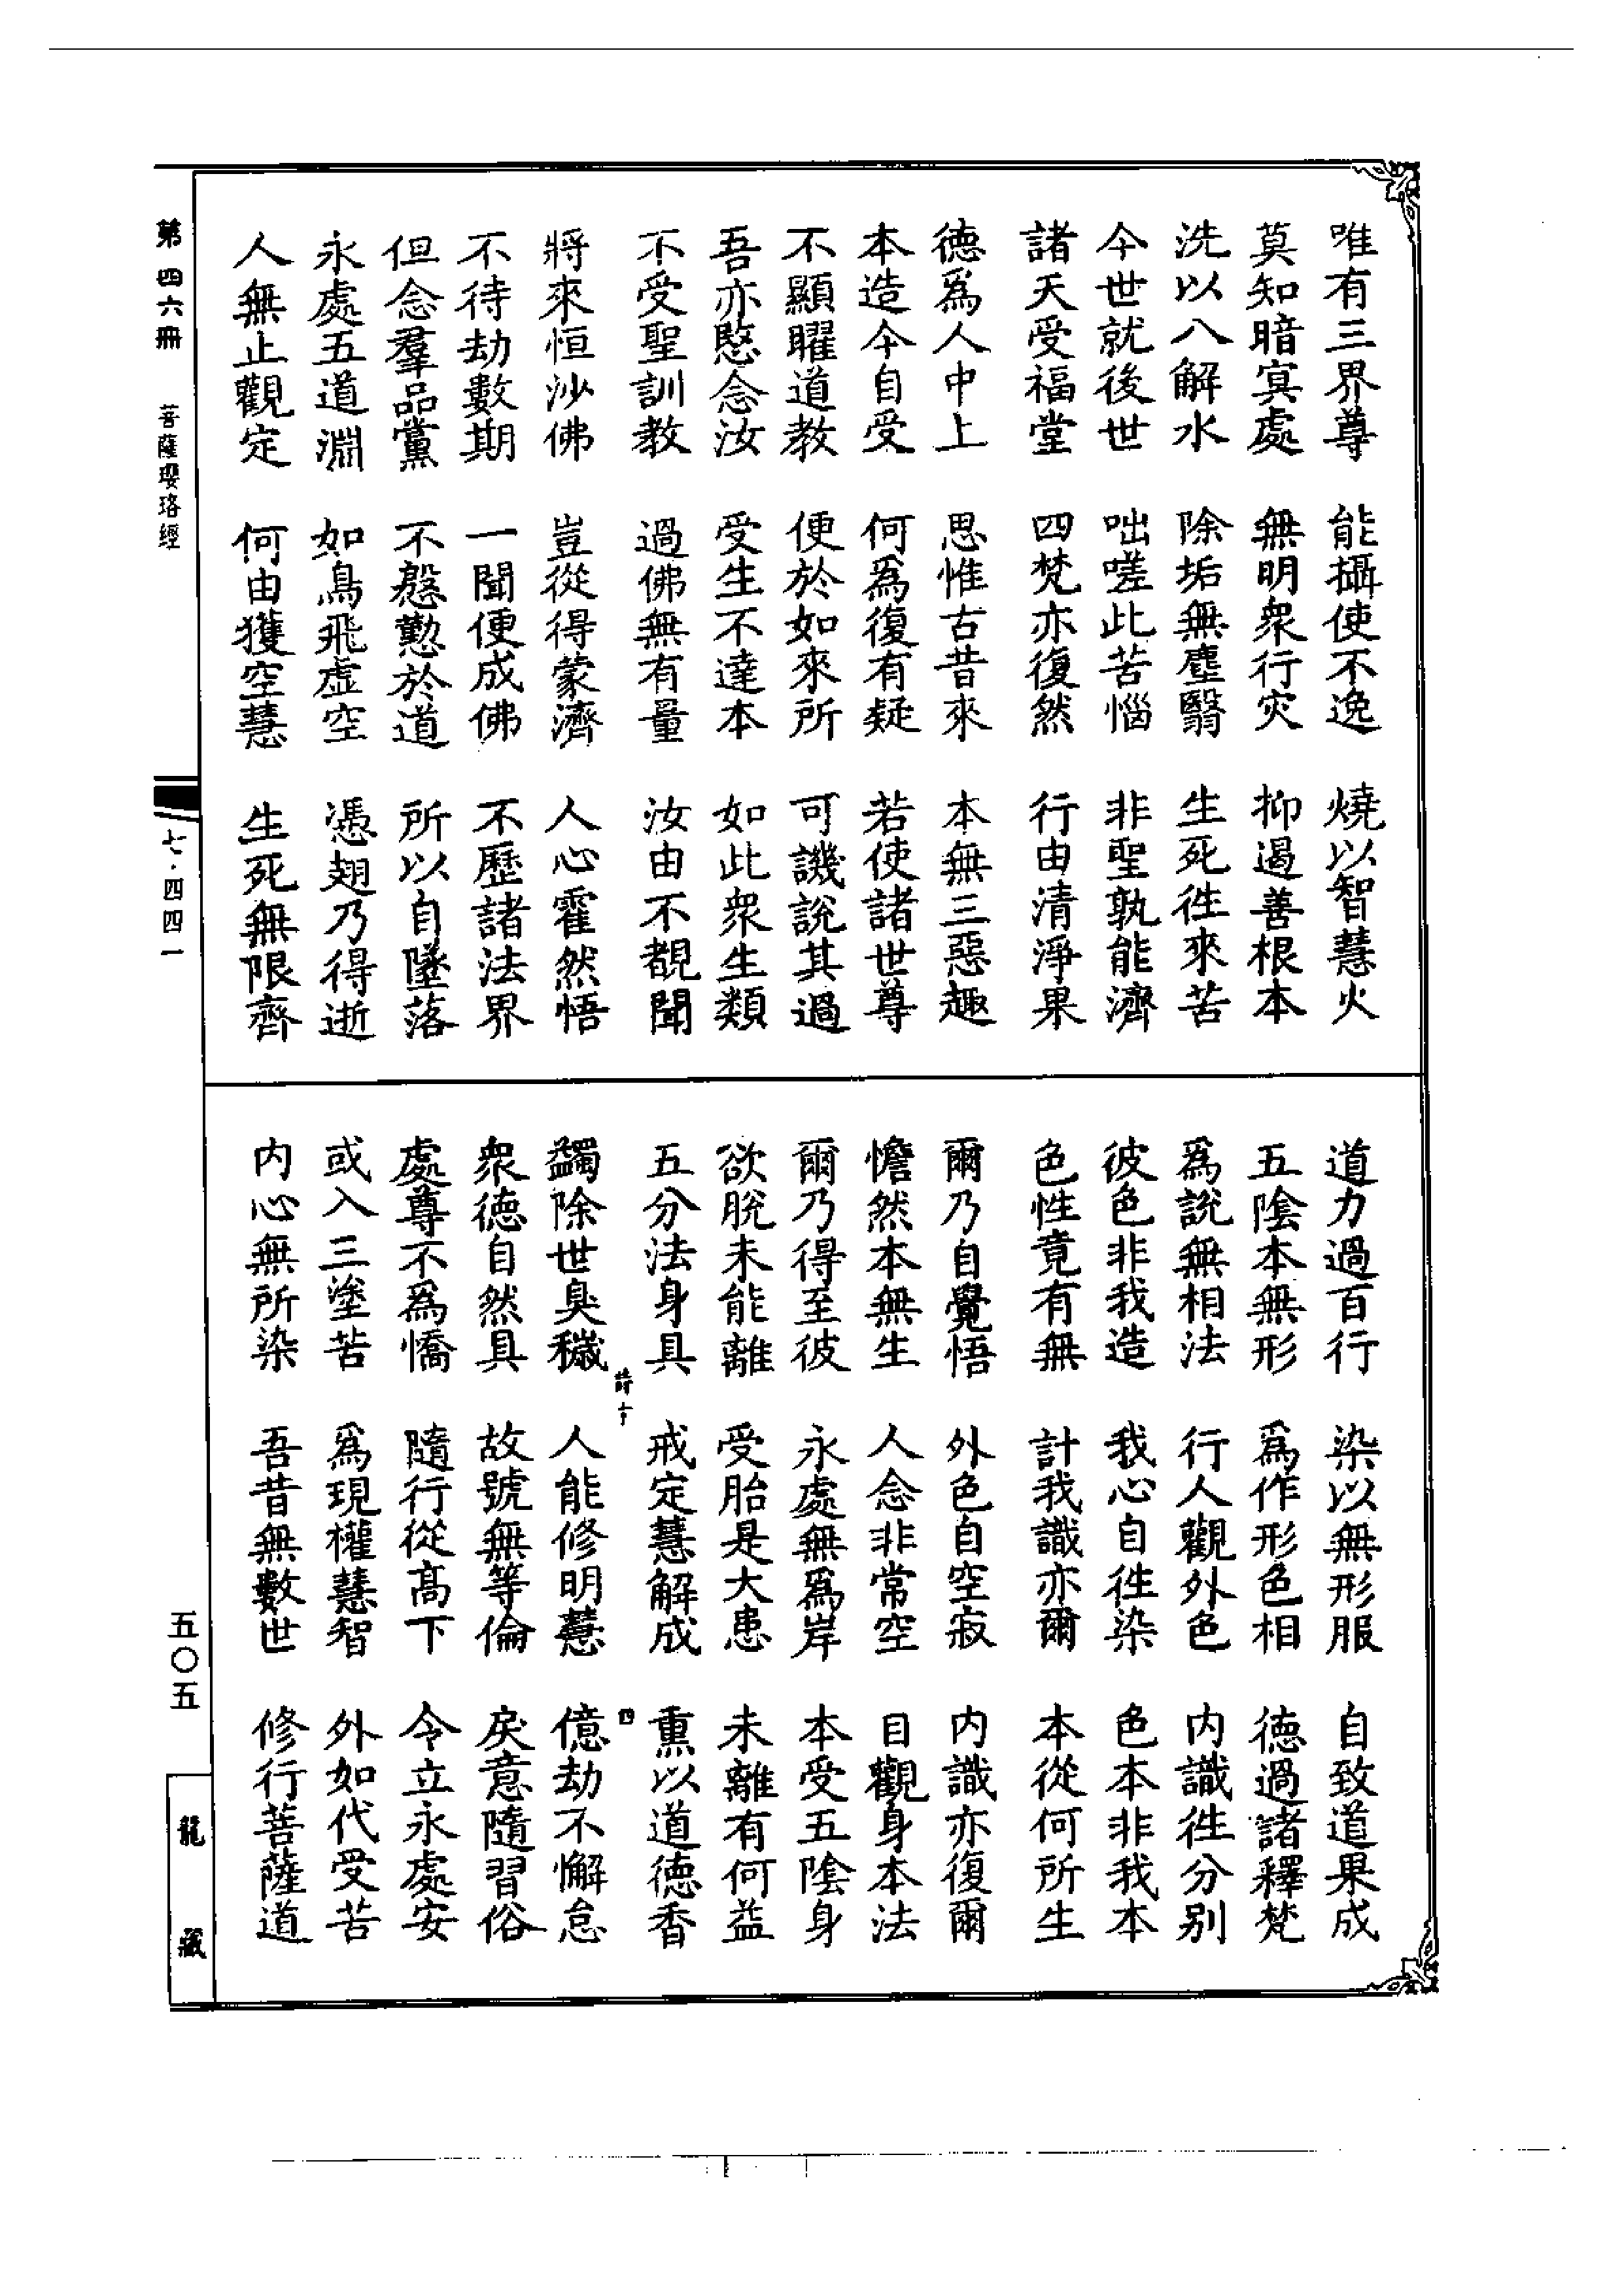 唯有三界尊　能攝使不逸　燒以智慧火
莫知暗冥處　無明衆行灾　抑遏善根本
洗以八解水　除垢無塵翳　生死徃來苦
今世就後世　咄嗟此苦惱　非聖孰能濟
諸天受福堂　四梵亦復然　行由清淨果
德爲人中上　思惟古昔來　本無三惡趣
本造今自受　何爲復有疑　若使諸世尊
不顯曜道教　便於如來所　可譏說其過
吾亦愍念汝　受生不達本　如此衆生類
不受聖訓教　過佛無有量　汝由不覩聞
將來恒沙佛　豈從得蒙濟　人心霍然悟
不待劫數期　一聞便成佛　不歷諸法界
但念羣品黨　不慇懃於道　所以自墜落
永處五道淵　如鳥飛虛空　憑翅乃得逝
人無止觀定　何由獲空慧　生死無限齊
道力過百行　染以無形服　自致道果成
五陰本無形　爲作形色相　德過諸釋梵
爲說無相法　行人觀外色　内識徃分别
彼色非我造　我心自徃染　色本非我本
色性竟有無　計我識亦爾　本從何所生
爾乃自覺悟　外色自空寂　内識亦復爾
憺然本無生　人念非常空　目觀身本法
爾乃得至彼　永處無爲岸　本受五陰身
欲脫未能離　受胎是大患　未離有何益
五分法身具　戒定慧解成　熏以道德香
蠲除世臭穢　人能修明慧　億劫不懈怠
衆德自然具　故號無等倫　戾意隨習俗
處尊不爲憍　隨行從高下　令立永處安
或入三塗苦　爲現權慧智　外如代受苦
内心無所染　吾昔無數世　修行菩薩道
四
第四六冊　菩薩瓔珞經
七·四四一
五〇五
龍藏